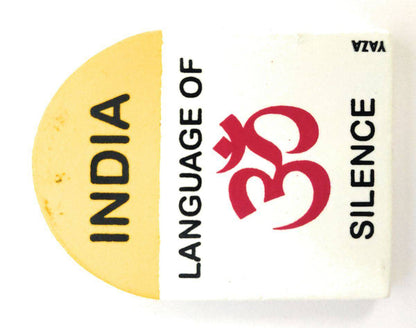 INDIA
LANGUAGE OF
ॐ
SILENCE
YAZA